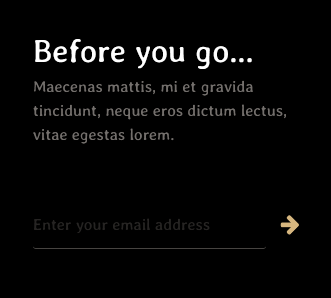 Before you go...
Maecenas mattis, mi et gravida
tincidunt, neque eros dictum lectus,
vitae egestas lorem.
Enter your email address